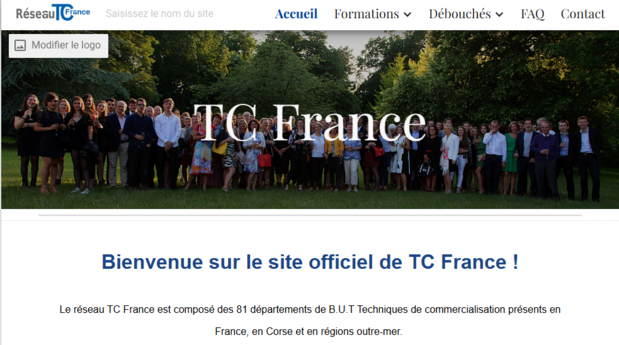 Réseau TC France
Saisissez le nom du site
Accueil Formations Débouchés FAQ Contact
Modifier le logo
TC France
Bienvenue sur le site officiel de TC France !
Le réseau TC France est composé des 81 départements de B.U.T Techniques de commercialisation présents en
France, en Corse et en régions outre-mer.